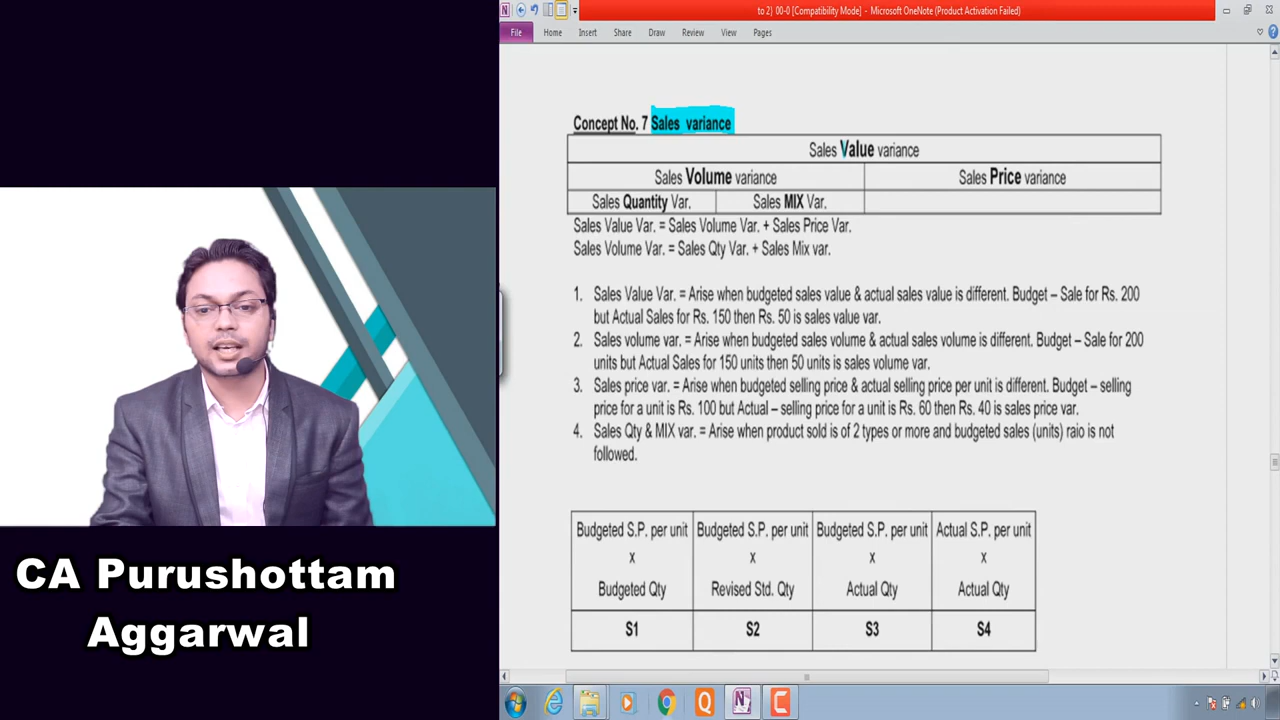 to 2) 00-0 [Compatibility Mode] - Microsoft OneNote (Product Activation Failed)
File Home Insert Share Draw Review View Pages
Concept No. 7 Sales variance
Sales Value variance
Sales Volume variance Sales Price variance
Sales Quantity Var. Sales MIX Var.
Sales Value Var. = Sales Volume Var. + Sales Price Var.
Sales Volume Var. = Sales Qty Var. + Sales Mix var.
1. Sales Value Var. = Arise when budgeted sales value & actual sales value is different. Budget – Sale for Rs. 200
but Actual Sales for Rs. 150 then Rs. 50 is sales value var.
2. Sales volume var. = Arise when budgeted sales volume & actual sales volume is different. Budget – Sale for 200
units but Actual Sales for 150 units then 50 units is sales volume var.
3. Sales price var. = Arise when budgeted selling price & actual selling price per unit is different. Budget – selling
price for a unit is Rs. 100 but Actual – selling price for a unit is Rs. 60 then Rs. 40 is sales price var.
4. Sales Qty & MIX var. = Arise when product sold is of 2 types or more and budgeted sales (units) raio is not
followed.
Budgeted S.P. per unit Budgeted S.P. per unit Budgeted S.P. per unit Actual S.P. per unit
x x x x
Budgeted Qty Revised Std. Qty Actual Qty Actual Qty
S1 S2 S3 S4
CA Purushottam
Aggarwal